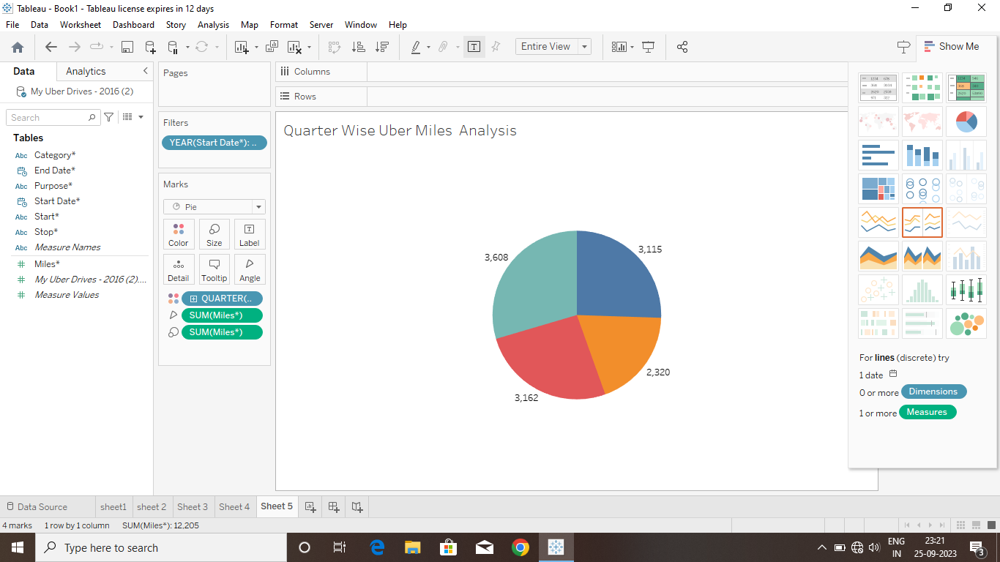 Tableau - Book1 - Tableau license expires in 12 days
File Data Worksheet Dashboard Story Analysis Map Format Server Window Help
Entire View
Show Me
Data Analytics
My Uber Drives - 2016 (2)
Search
Tables
Abc Category*
End Date*
Abc Purpose*
Start Date*
Abc Start*
Abc Stop*
Abc Measure Names
Miles*
My Uber Drives - 2016 (2)....
Measure Values
Pages
Filters
YEAR(Start Date*): ..
Marks
Pie
Color Size Label
Detail Tooltip Angle
QUARTER(..
SUM(Miles*)
SUM(Miles*)
Columns
Rows
Quarter Wise Uber Miles Analysis
3,115
3,608
2,320
3,162
For lines (discrete) try
1 date
0 or more Dimensions
1 or more Measures
Data Source sheet1 sheet 2 Sheet 3 Sheet 4 Sheet 5
4 marks 1 row by 1 column SUM(Miles*): 12,205
Type here to search
ENG
IN
23:21
25-09-2023
3